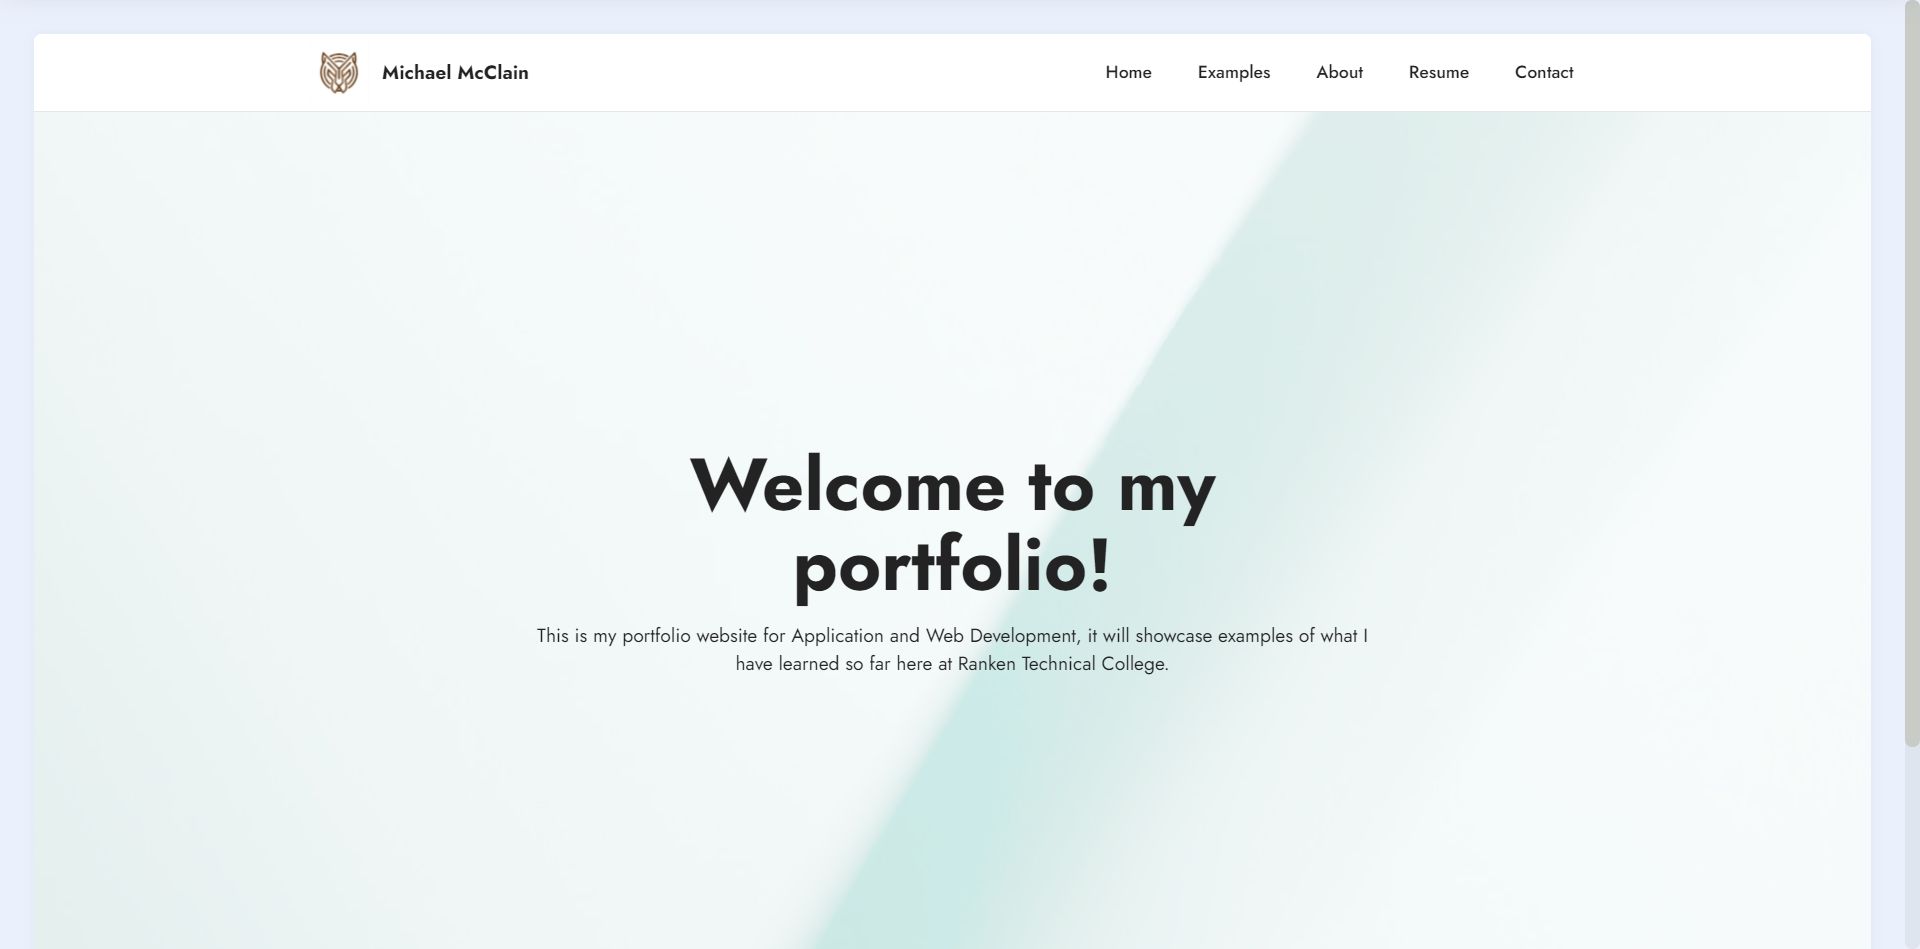 Michael McClain
Home Examples About Resume Contact
Welcome to my
portfolio!
This is my portfolio website for Application and Web Development, it will showcase examples of what I
have learned so far here at Ranken Technical College.